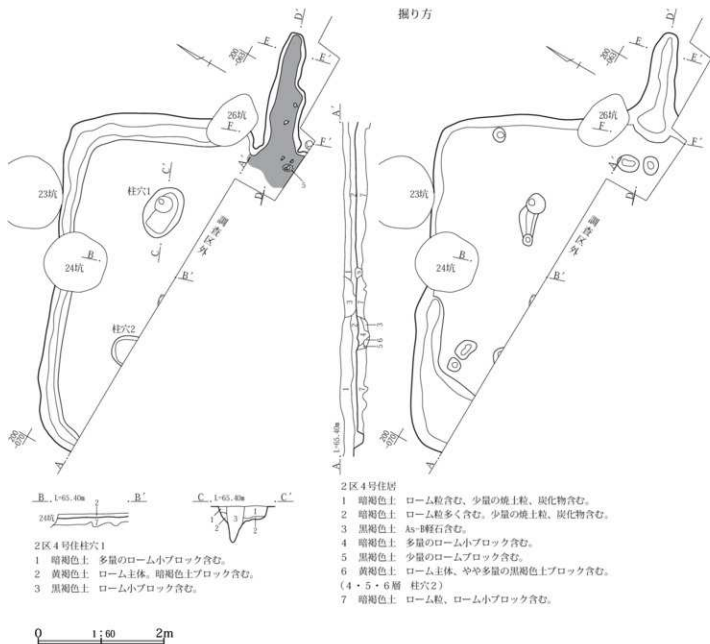 掘り方
D′
D′
E
E′
E
E′
200
-063
200
-063
26坑
F
F′
26坑
E
F′
A′
A′
A′
D
D
23坑
23坑
C′
柱穴1
C
調査区外
調査区外
24坑
B
B′
24坑
B
B′
柱穴2
200
-070
200
-070
A
A
L=65.40m
B L=65.40m B′
24坑
C L=65.40m C′
2区4号住柱穴1
1 暗褐色土 多量のローム小ブロック含む。
2 黄褐色土 ローム主体。暗褐色土ブロック含む。
3 黒褐色土 ローム小ブロック含む。
2区4号住居
1 暗褐色土 ローム粒含む、少量の焼土粒、炭化物含む。
2 暗褐色土 ローム粒多く含む。少量の焼土粒、炭化物含む。
3 黒褐色土 As-B軽石含む。
4 暗褐色土 多量のローム小ブロック含む。
5 黒褐色土 少量のロームブロック含む。
6 黄褐色土 ローム主体、やや多量の黒褐色土ブロック含む。
(4・5・6層 柱穴2)
7 暗褐色土 ローム粒、ローム小ブロック含む。
0 1:60 2m